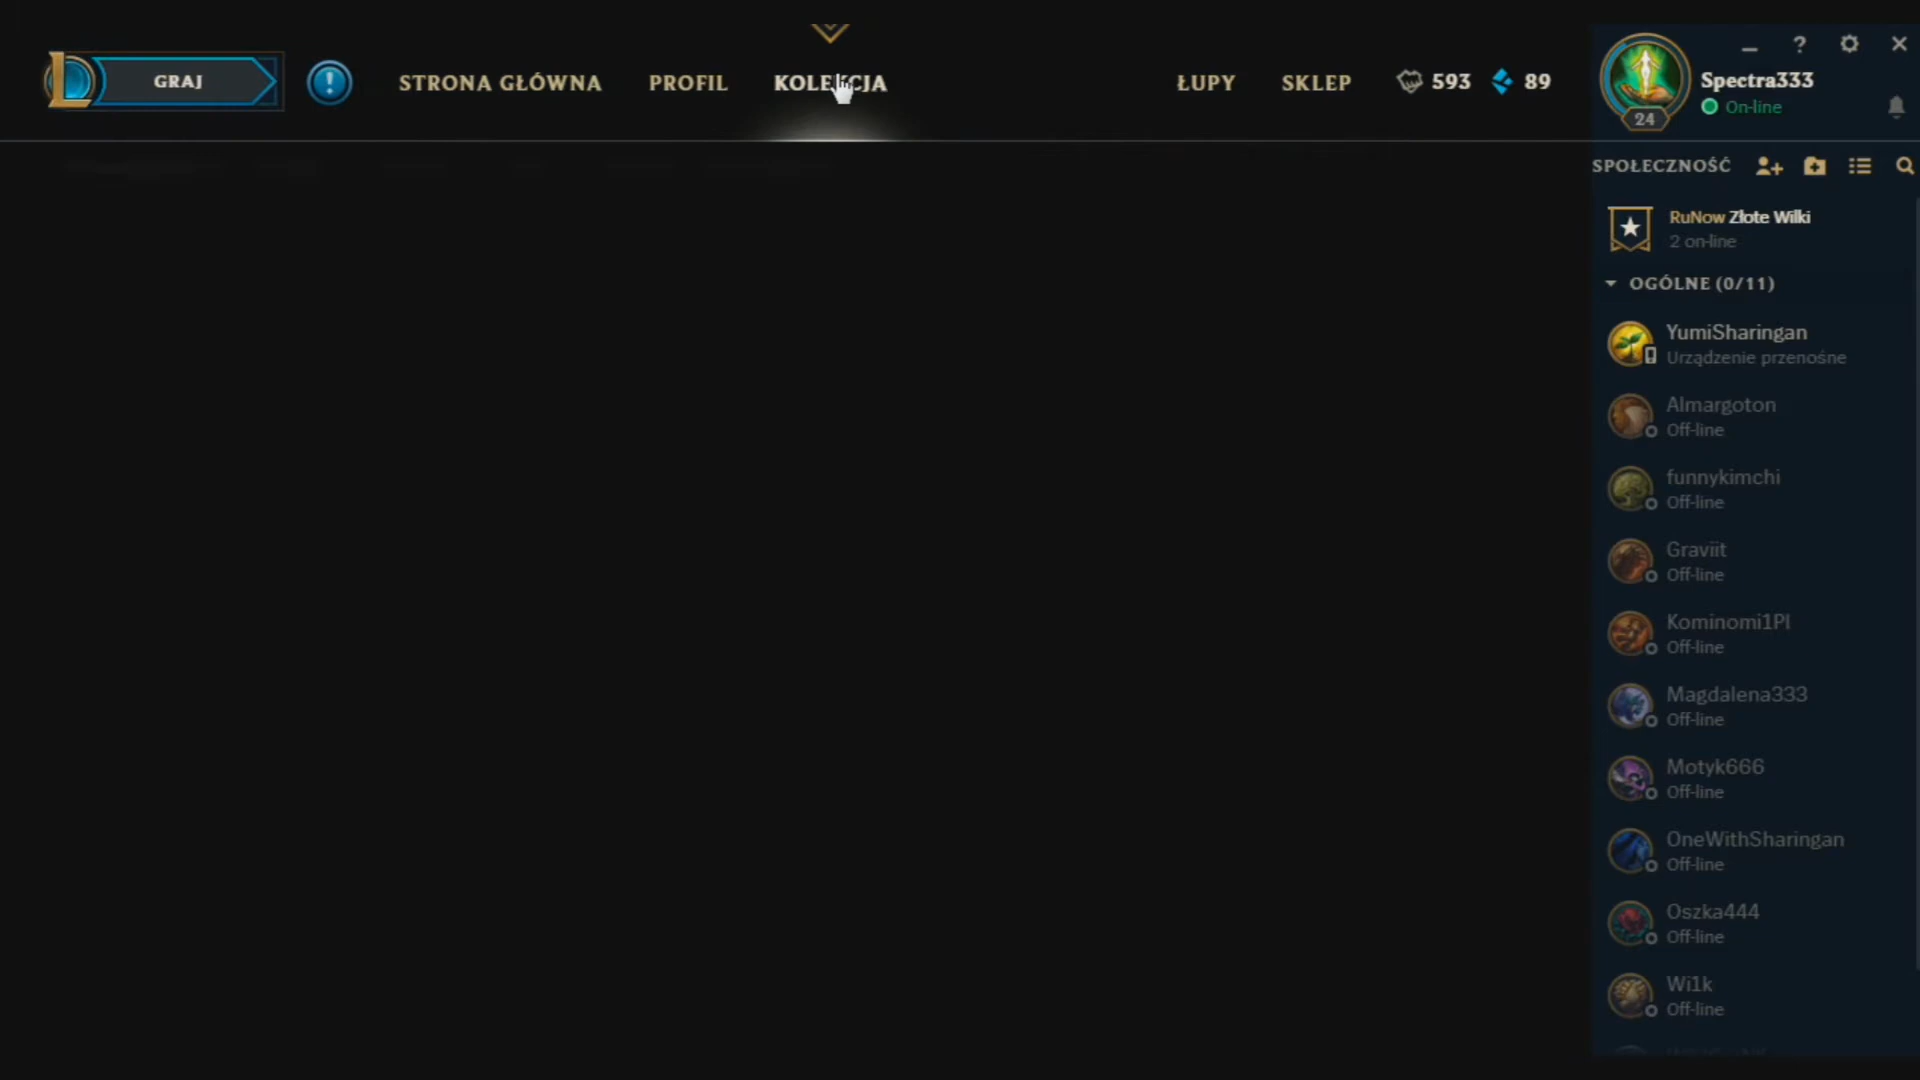 GRAJ
STRONA GŁÓWNA
PROFIL
KOLEKCJA
ŁUPY
SKLEP
593
89
Spectra333
On-line
24
SPOŁECZNOŚĆ
RuNow Złote Wilki
2 on-line
OGÓLNE (0/11)
YumiSharingan
Urządzenie przenośne
Almargoton
Off-line
funnykimchi
Off-line
Graviit
Off-line
Kominomi1Pl
Off-line
Magdalena333
Off-line
Motyk666
Off-line
OneWithSharingan
Off-line
Oszka444
Off-line
Wi1k
Off-line